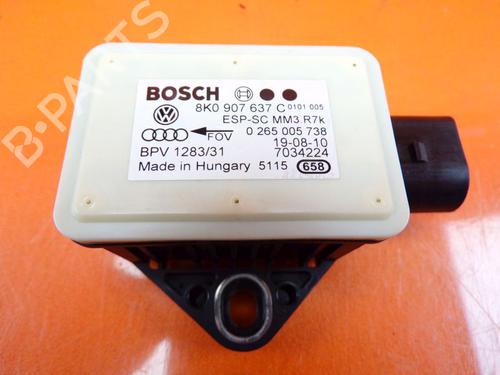 BOSCH
8K0 907 637 C 0101 005
ESP-SC MM3.R7k
FOV 0 265 005 738
19-08-10
BPV 1283/31 7034224
Made in Hungary 5115 658
B-PARTS